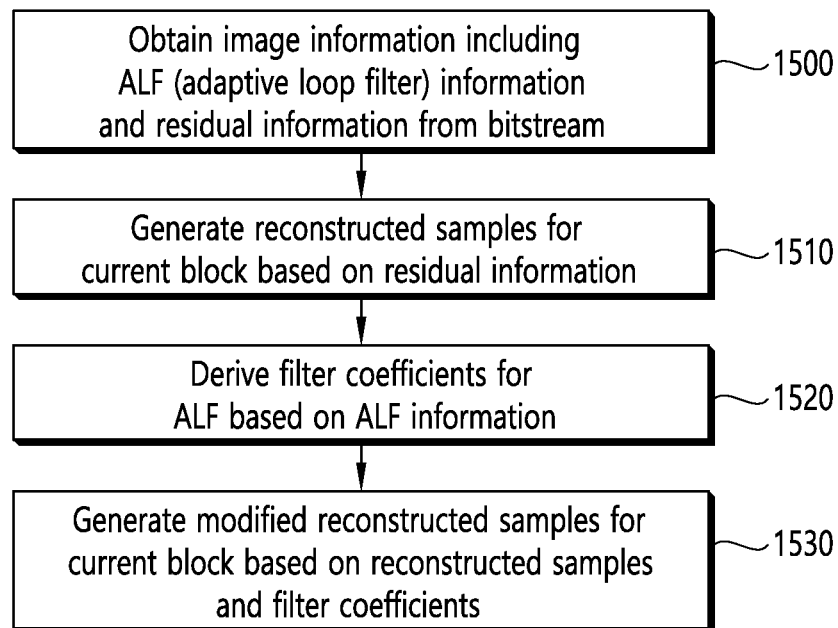 Obtain image information including
ALF (adaptive loop filter) information
and residual information from bitstream
1500
Generate reconstructed samples for
current block based on residual information
1510
Derive filter coefficients for
ALF based on ALF information
1520
Generate modified reconstructed samples for
current block based on reconstructed samples
and filter coefficients
1530